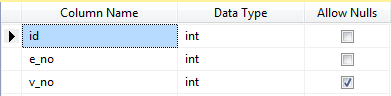 Column Name Data Type Allow Nulls
id int
e_no int
v_no int